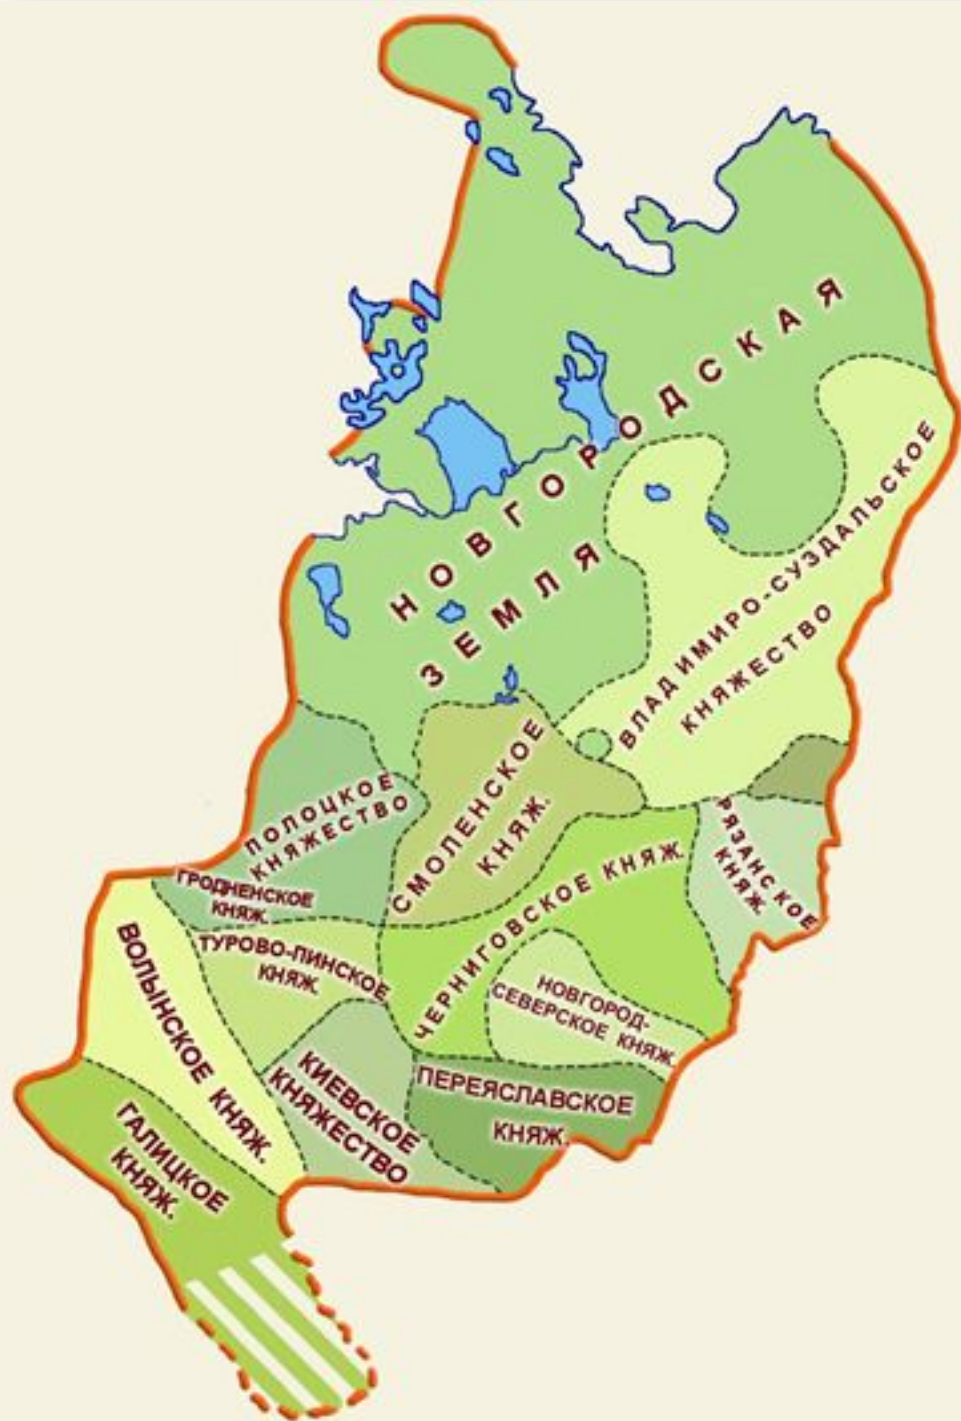 НОВГОРОДСКАЯ
ЗЕМЛЯ
ВЛАДИМИРО-СУЗДАЛЬСКОЕ
КНЯЖЕСТВО
ПОЛОЦКОЕ
КНЯЖЕСТВО
СМОЛЕНСКОЕ
КНЯЖ.
РЯЗАНСКОЕ
КНЯЖ.
ГРОДНЕНСКОЕ
КНЯЖ.
ЧЕРНИГОВСКОЕ КНЯЖ.
ВОЛЫНСКОЕ КНЯЖ.
ТУРОВО-ПИНСКОЕ
КНЯЖ.
НОВГОРОД-
СЕВЕРСКОЕ КНЯЖ.
КИЕВСКОЕ
КНЯЖЕСТВО
ПЕРЕЯСЛАВСКОЕ
КНЯЖ.
ГАЛИЦКОЕ
КНЯЖ.